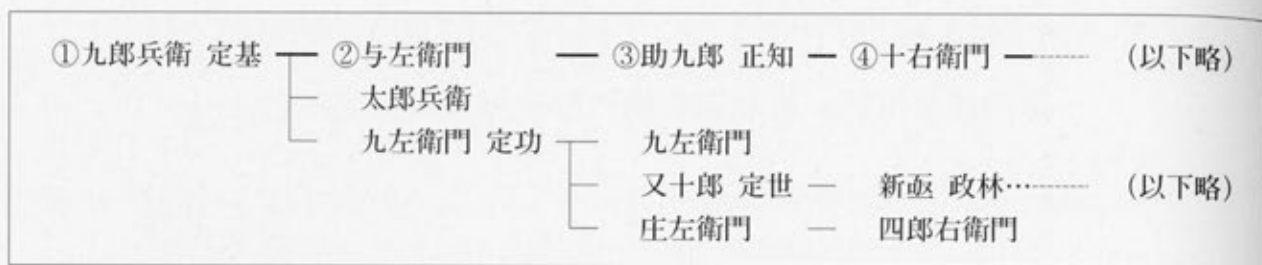 ①九郎兵衛 定基 ― ②与左衛門 ― ③助九郎 正知 ― ④十右衛門 ―…… (以下略)
太郎兵衛
九左衛門 定功 ― 九左衛門
又十郎 定世 ― 新亟 政林……… (以下略)
庄左衛門 ― 四郎右衛門